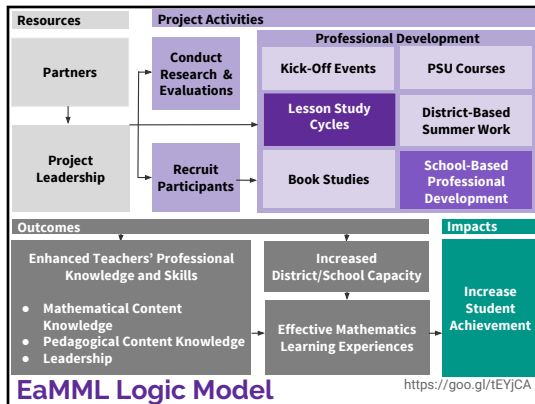 Resources
Project Activities
Partners
Project
Leadership
Conduct
Research &
Evaluations
Recruit
Participants
Professional Development
Kick-Off Events
PSU Courses
Lesson Study
Cycles
District-Based
Summer Work
Book Studies
School-Based
Professional
Development
Outcomes
Impacts
Enhanced Teachers' Professional
Knowledge and Skills
● Mathematical Content
Knowledge
● Pedagogical Content Knowledge
● Leadership
Increased
District/School Capacity
Effective Mathematics
Learning Experiences
Increase
Student
Achievement
EaMML Logic Model
https://goo.gl/tEYjCA